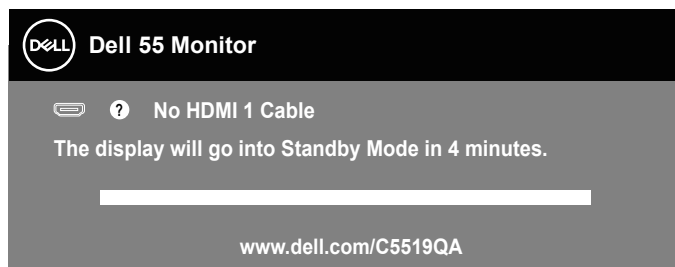 DELL Dell 55 Monitor
? No HDMI 1 Cable
The display will go into Standby Mode in 4 minutes.
www.dell.com/C5519QA